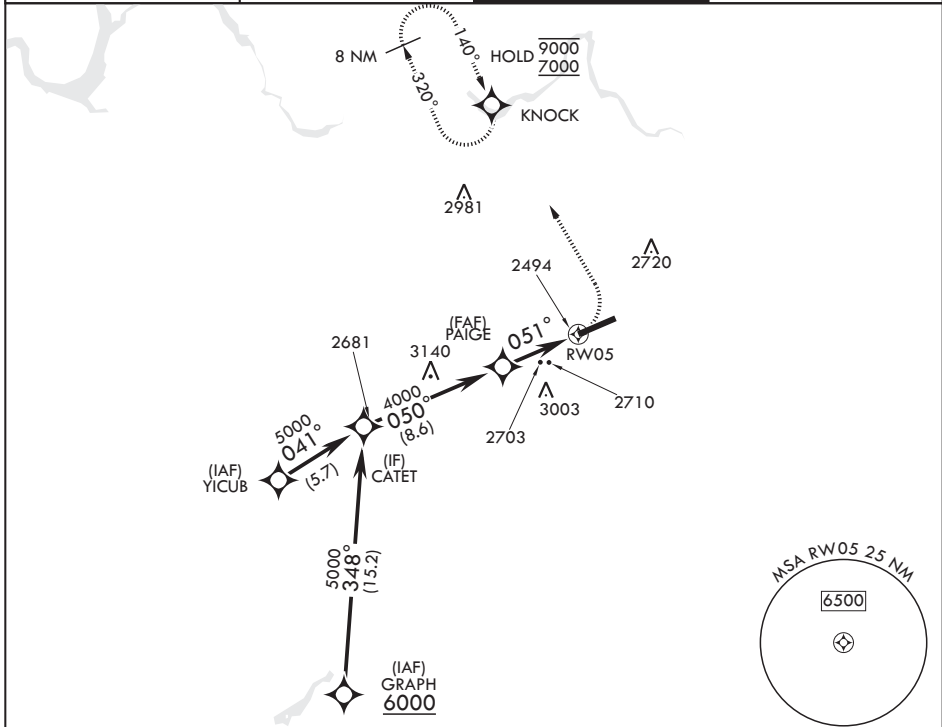 8 NM
140°
320°
HOLD 9000
7000
KNOCK
2981
2720
2494
(FAF)
PAIGE
051°
RW05
2681
3140
4000
050°
(8.6)
3003
2710
2703
5000
041°
(5.7)
(IAF)
YICUB
(IF)
CATET
5000
348°
(15.2)
(IAF)
GRAPH
6000
MSA RW05 25 NM
6500